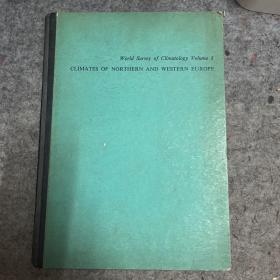 World Survey of Climatology Volume 5
CLIMATES OF NORTHERN AND WESTERN EUROPE